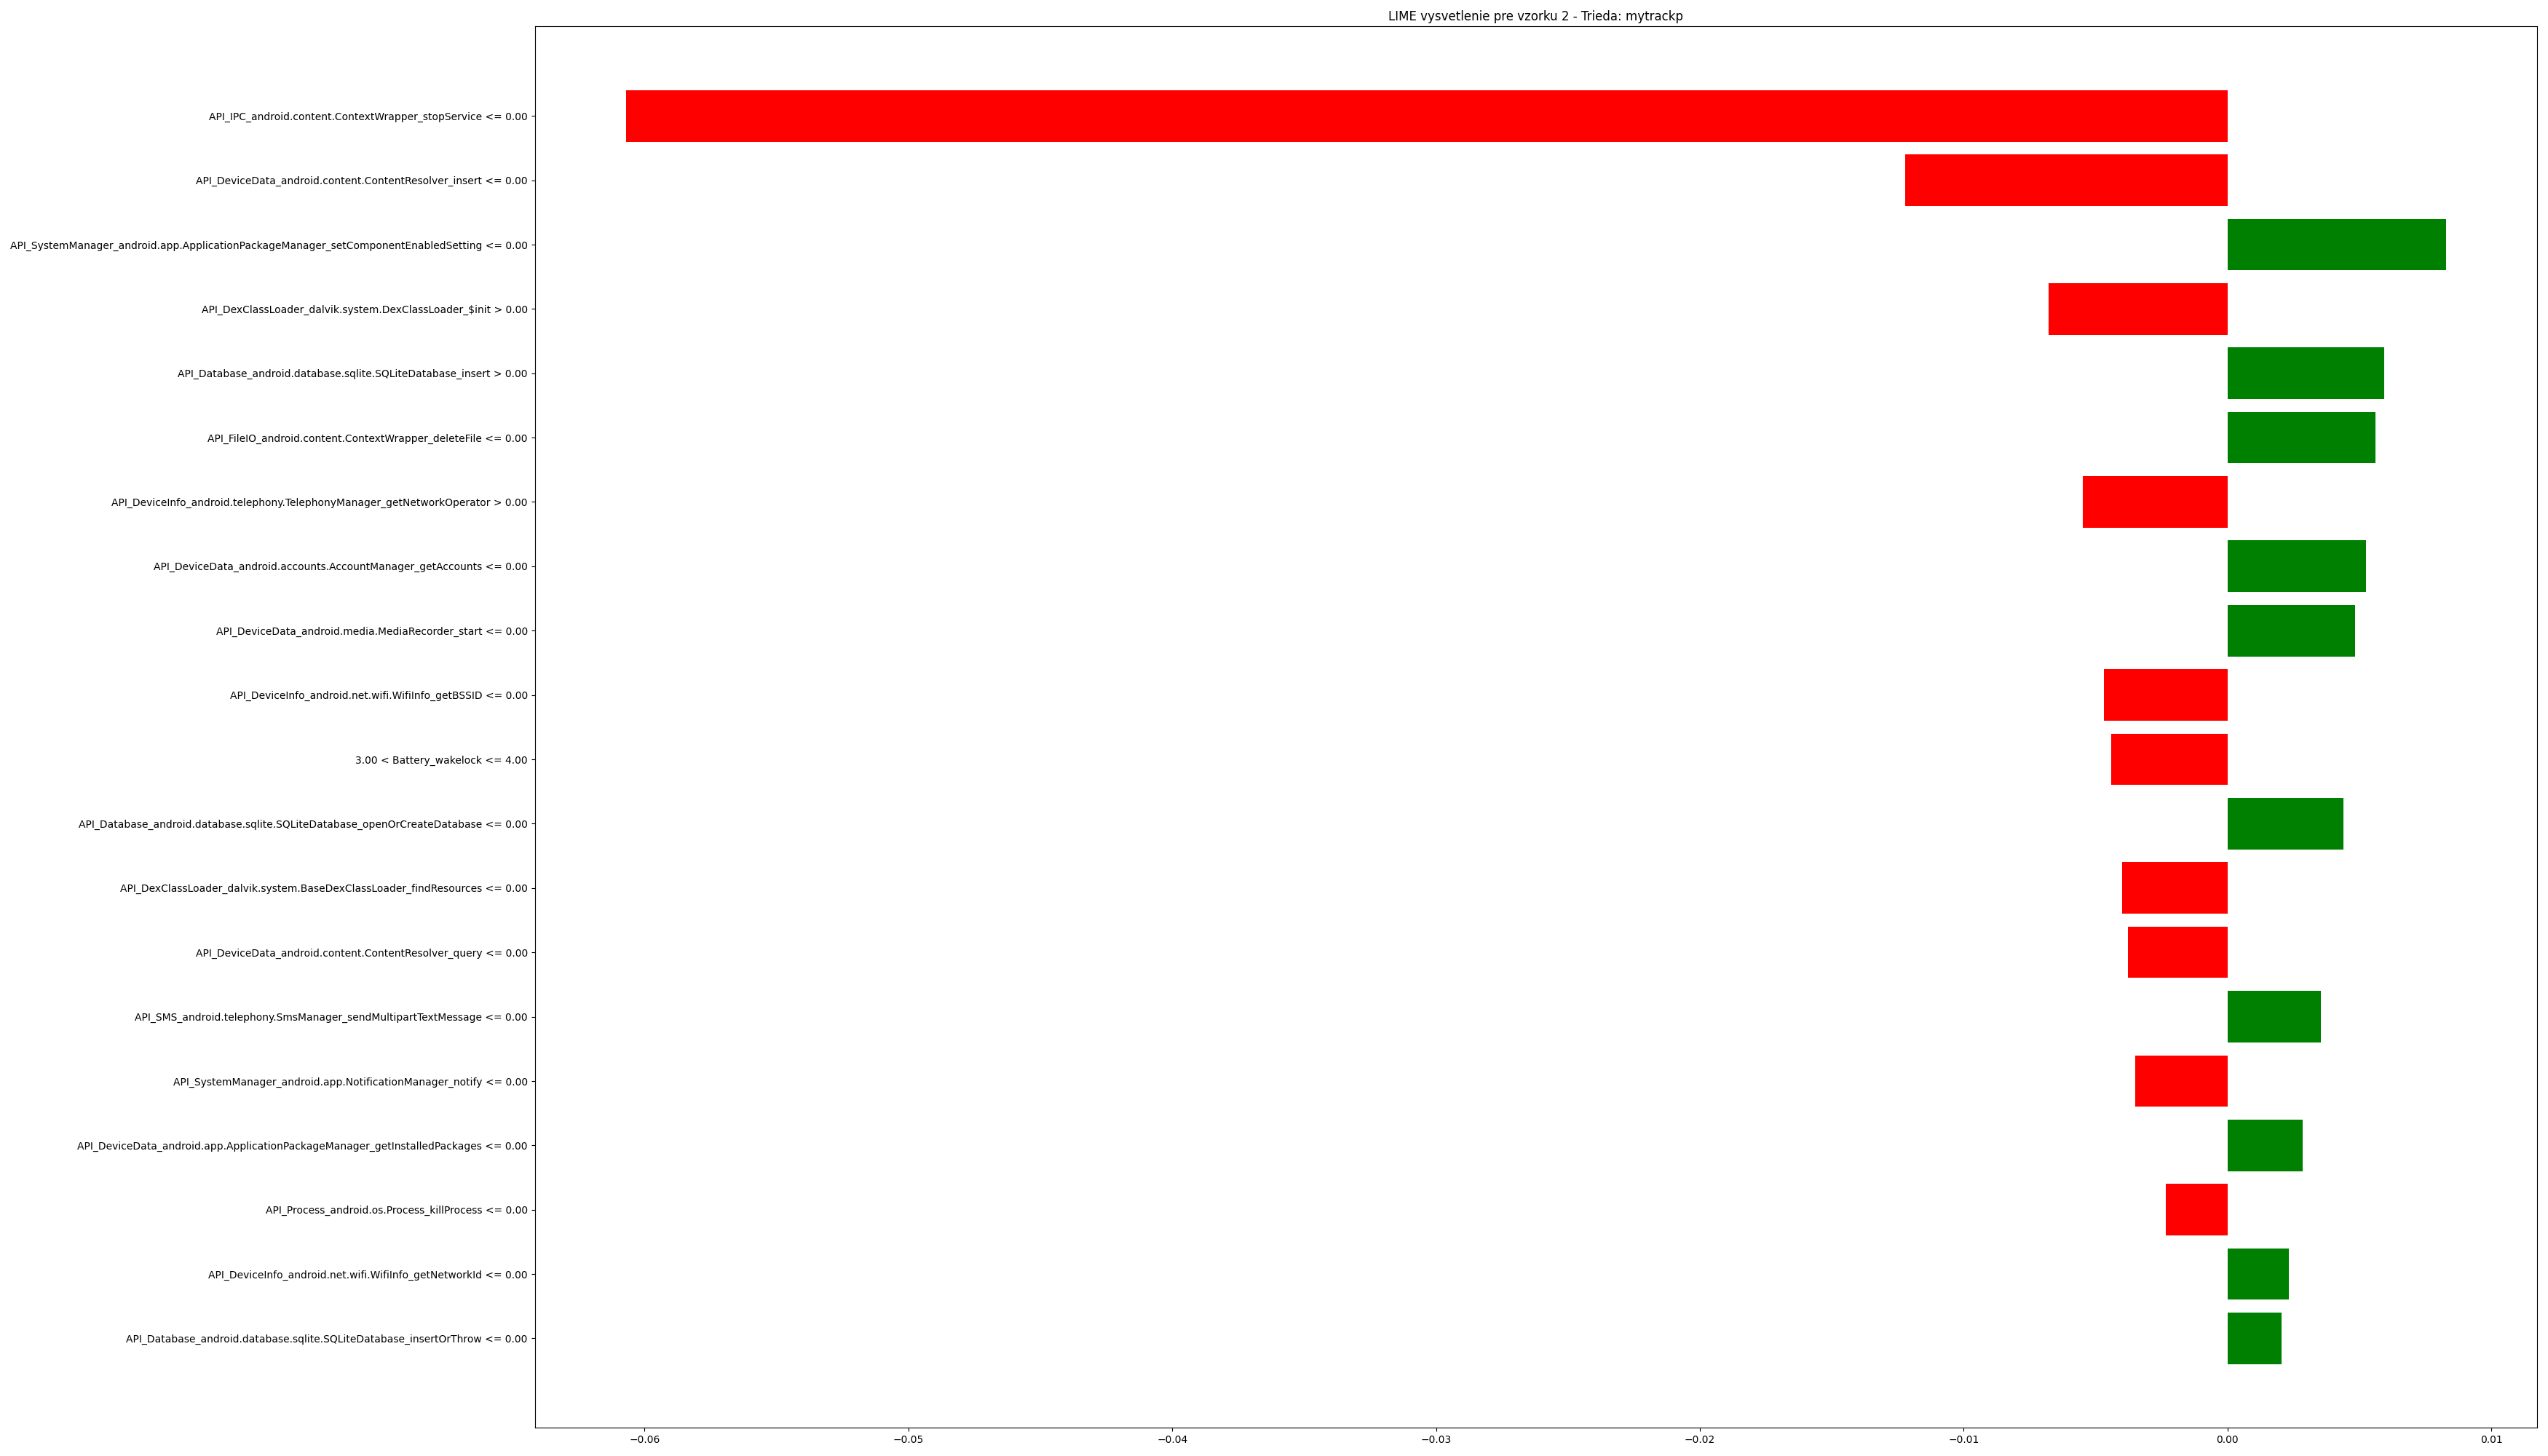 LIME vysvetlenie pre vzorku 2 - Trieda: mytrackp
API_IPC_android.content.ContextWrapper_stopService <= 0.00
API_DeviceData_android.content.ContentResolver_insert <= 0.00
API_SystemManager_android.app.ApplicationPackageManager_setComponentEnabledSetting <= 0.00
API_DexClassLoader_dalvik.system.DexClassLoader_$init > 0.00
API_Database_android.database.sqlite.SQLiteDatabase_insert > 0.00
API_FileIO_android.content.ContextWrapper_deleteFile <= 0.00
API_DeviceInfo_android.telephony.TelephonyManager_getNetworkOperator > 0.00
API_DeviceData_android.accounts.AccountManager_getAccounts <= 0.00
API_DeviceData_android.media.MediaRecorder_start <= 0.00
API_DeviceInfo_android.net.wifi.WifiInfo_getBSSID <= 0.00
3.00 < Battery_wakelock <= 4.00
API_Database_android.database.sqlite.SQLiteDatabase_openOrCreateDatabase <= 0.00
API_DexClassLoader_dalvik.system.BaseDexClassLoader_findResources <= 0.00
API_DeviceData_android.content.ContentResolver_query <= 0.00
API_SMS_android.telephony.SmsManager_sendMultipartTextMessage <= 0.00
API_SystemManager_android.app.NotificationManager_notify <= 0.00
API_DeviceData_android.app.ApplicationPackageManager_getInstalledPackages <= 0.00
API_Process_android.os.Process_killProcess <= 0.00
API_DeviceInfo_android.net.wifi.WifiInfo_getNetworkId <= 0.00
API_Database_android.database.sqlite.SQLiteDatabase_insertOrThrow <= 0.00
−0.06 −0.05 −0.04 −0.03 −0.02 −0.01 0.00 0.01